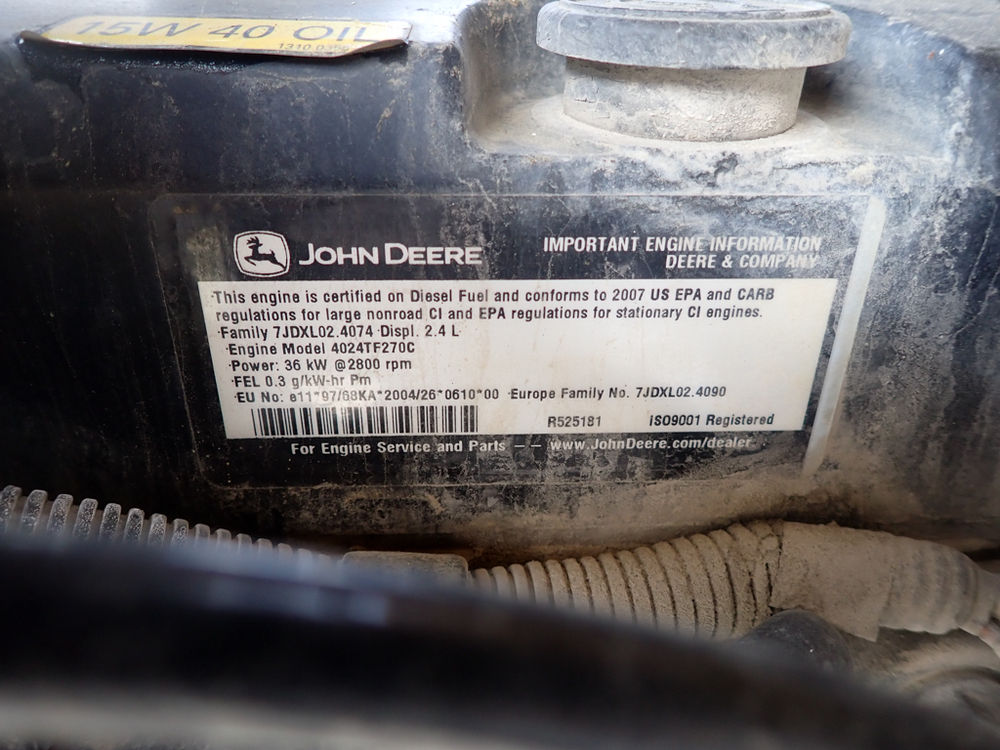 15W 40 OIL
1310 0356
JOHN DEERE
IMPORTANT ENGINE INFORMATION
DEERE & COMPANY
This engine is certified on Diesel Fuel and conforms to 2007 US EPA and CARB
regulations for large nonroad CI and EPA regulations for stationary CI engines.
Family 7JDXL02.4074 Displ. 2.4 L
Engine Model 4024TF270C
Power: 36 kW @2800 rpm
FEL 0.3 g/kW-hr Pm
EU No: e11*97/68KA*2004/26*0610*00 Europe Family No. 7JDXL02.4090
R525181 ISO9001 Registered
For Engine Service and Parts -- www.JohnDeere.com/dealer